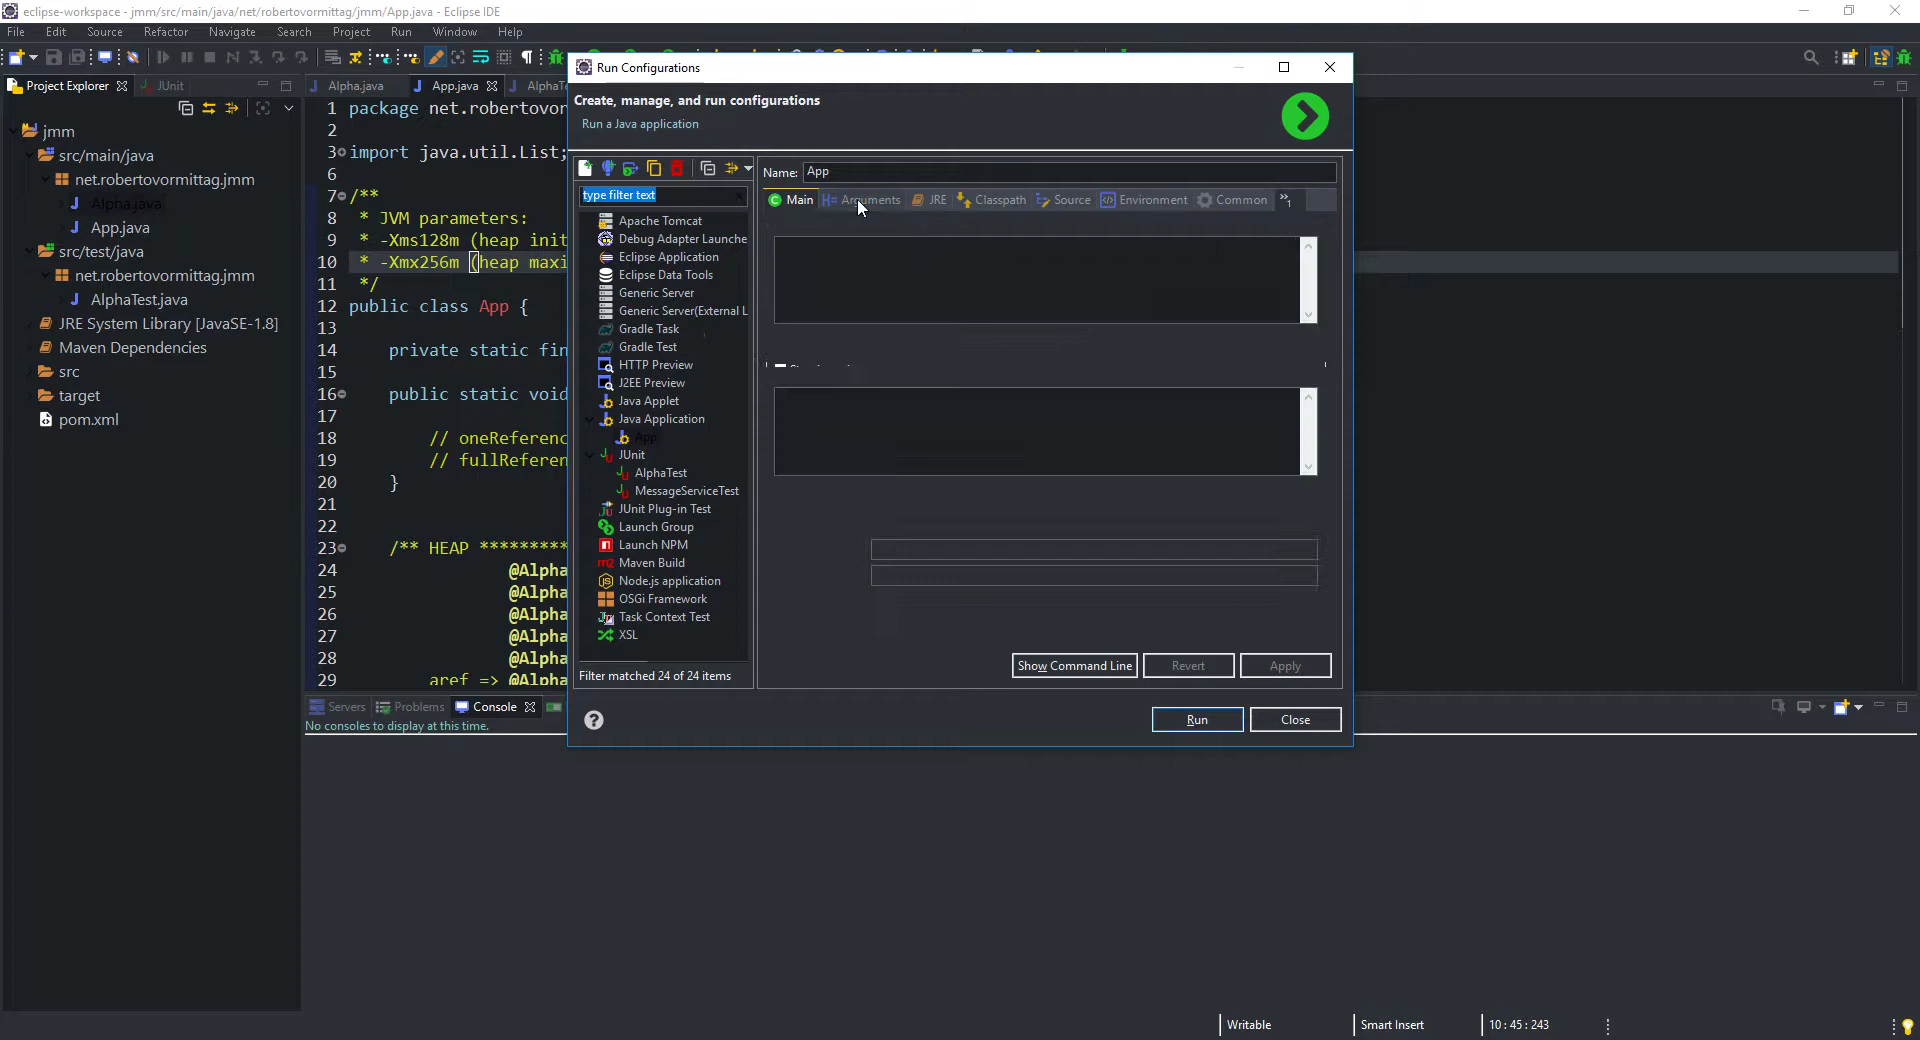 eclipse-workspace - jmm/src/main/java/net/robertovormittag/jmm/App.java - Eclipse IDE
File Edit Source Refactor Navigate Search Project Run Window Help
Project Explorer JUnit
jmm
src/main/java
net.robertovormittag.jmm
Alpha.java
App.java
src/test/java
net.robertovormittag.jmm
AlphaTest.java
JRE System Library [JavaSE-1.8]
Maven Dependencies
src
target
pom.xml
Alpha.java App.java AlphaTe
1 package net.robertovor
2
3 import java.util.List;
6
7 /**
8 * JVM parameters:
9 * -Xms128m (heap init
10 * -Xmx256m (heap maxi
11 */
12 public class App {
13
14 private static fin
15
16 public static void
17
18 // oneReferenc
19 // fullReferen
20 }
21
22
23 /** HEAP **********
24 @Alpha
25 @Alpha
26 @Alpha
27 @Alpha
28 @Alpha
29 aref => @Alpha
Run Configurations
Create, manage, and run configurations
Run a Java application
type filter text
Apache Tomcat
Debug Adapter Launche
Eclipse Application
Eclipse Data Tools
Generic Server
Generic Server(External L
Gradle Task
Gradle Test
HTTP Preview
J2EE Preview
Java Applet
Java Application
App
JUnit
AlphaTest
MessageServiceTest
JUnit Plug-in Test
Launch Group
Launch NPM
Maven Build
Node.js application
OSGi Framework
Task Context Test
XSL
Filter matched 24 of 24 items
Name: App
Main Arguments JRE Classpath Source Environment Common »1
Show Command Line Revert Apply
Run Close
Servers Problems Console
No consoles to display at this time.
Writable Smart Insert 10 : 45 : 243